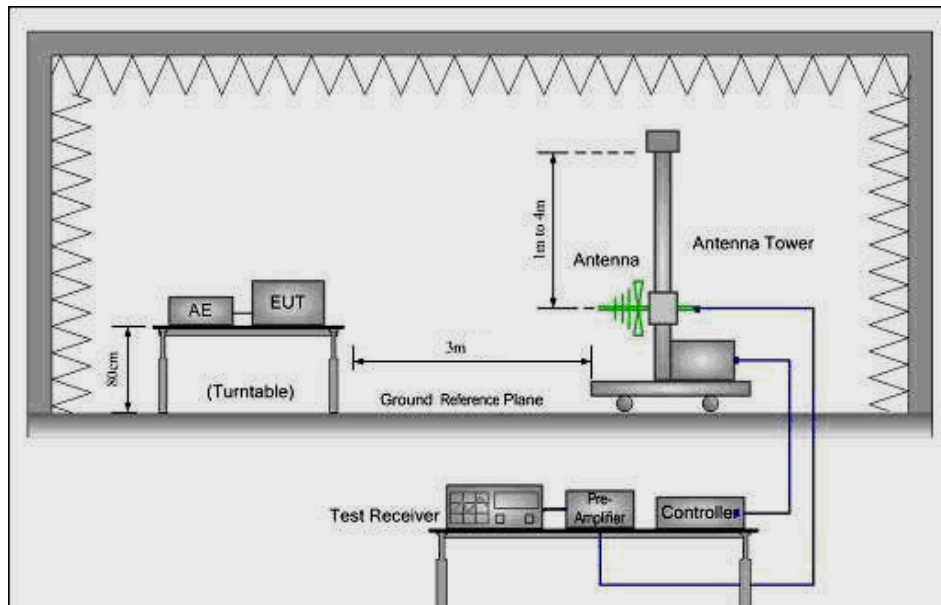 1m to 4m
Antenna Tower
Antenna
AE
EUT
3m
80cm
(Turntable)
Ground Reference Plane
Test Receiver
Pre-
Amplifier
Controller